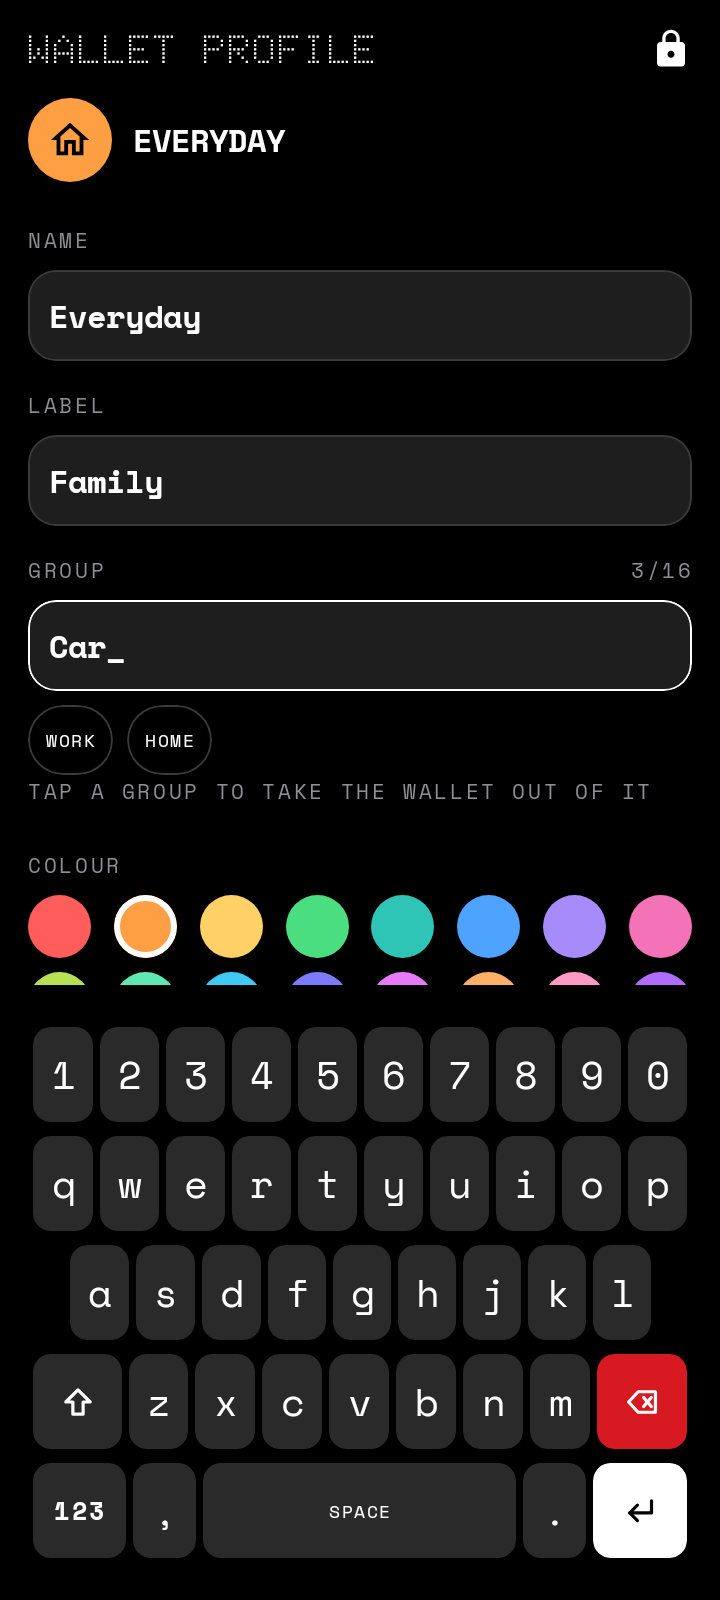 WALLET PROFILE
EVERYDAY
NAME
Everyday
LABEL
Family
GROUP 3/16
Car_
WORK HOME
TAP A GROUP TO TAKE THE WALLET OUT OF IT
COLOUR
1 2 3 4 5 6 7 8 9 0
q w e r t y u i o p
a s d f g h j k l
z x c v b n m
123 , SPACE .